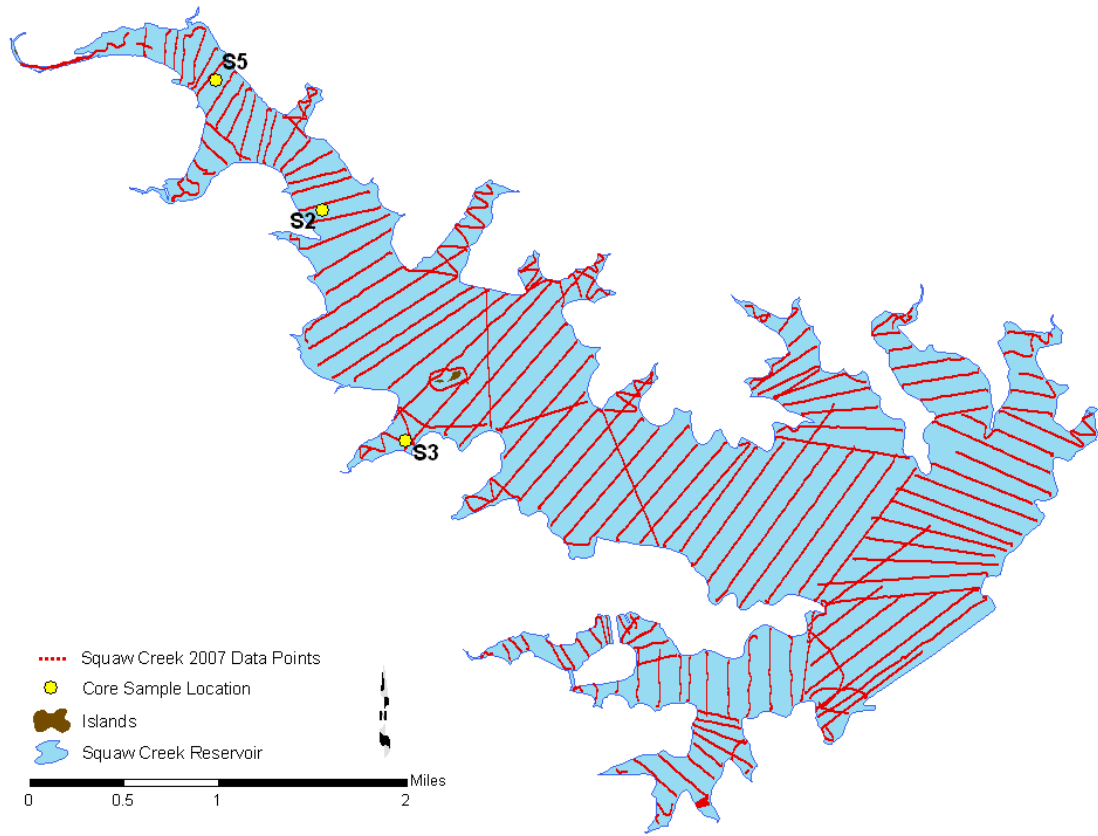 S5
S2
S3
Squaw Creek 2007 Data Points
Core Sample Location
Islands
Squaw Creek Reservoir
Miles
0 0.5 1 2